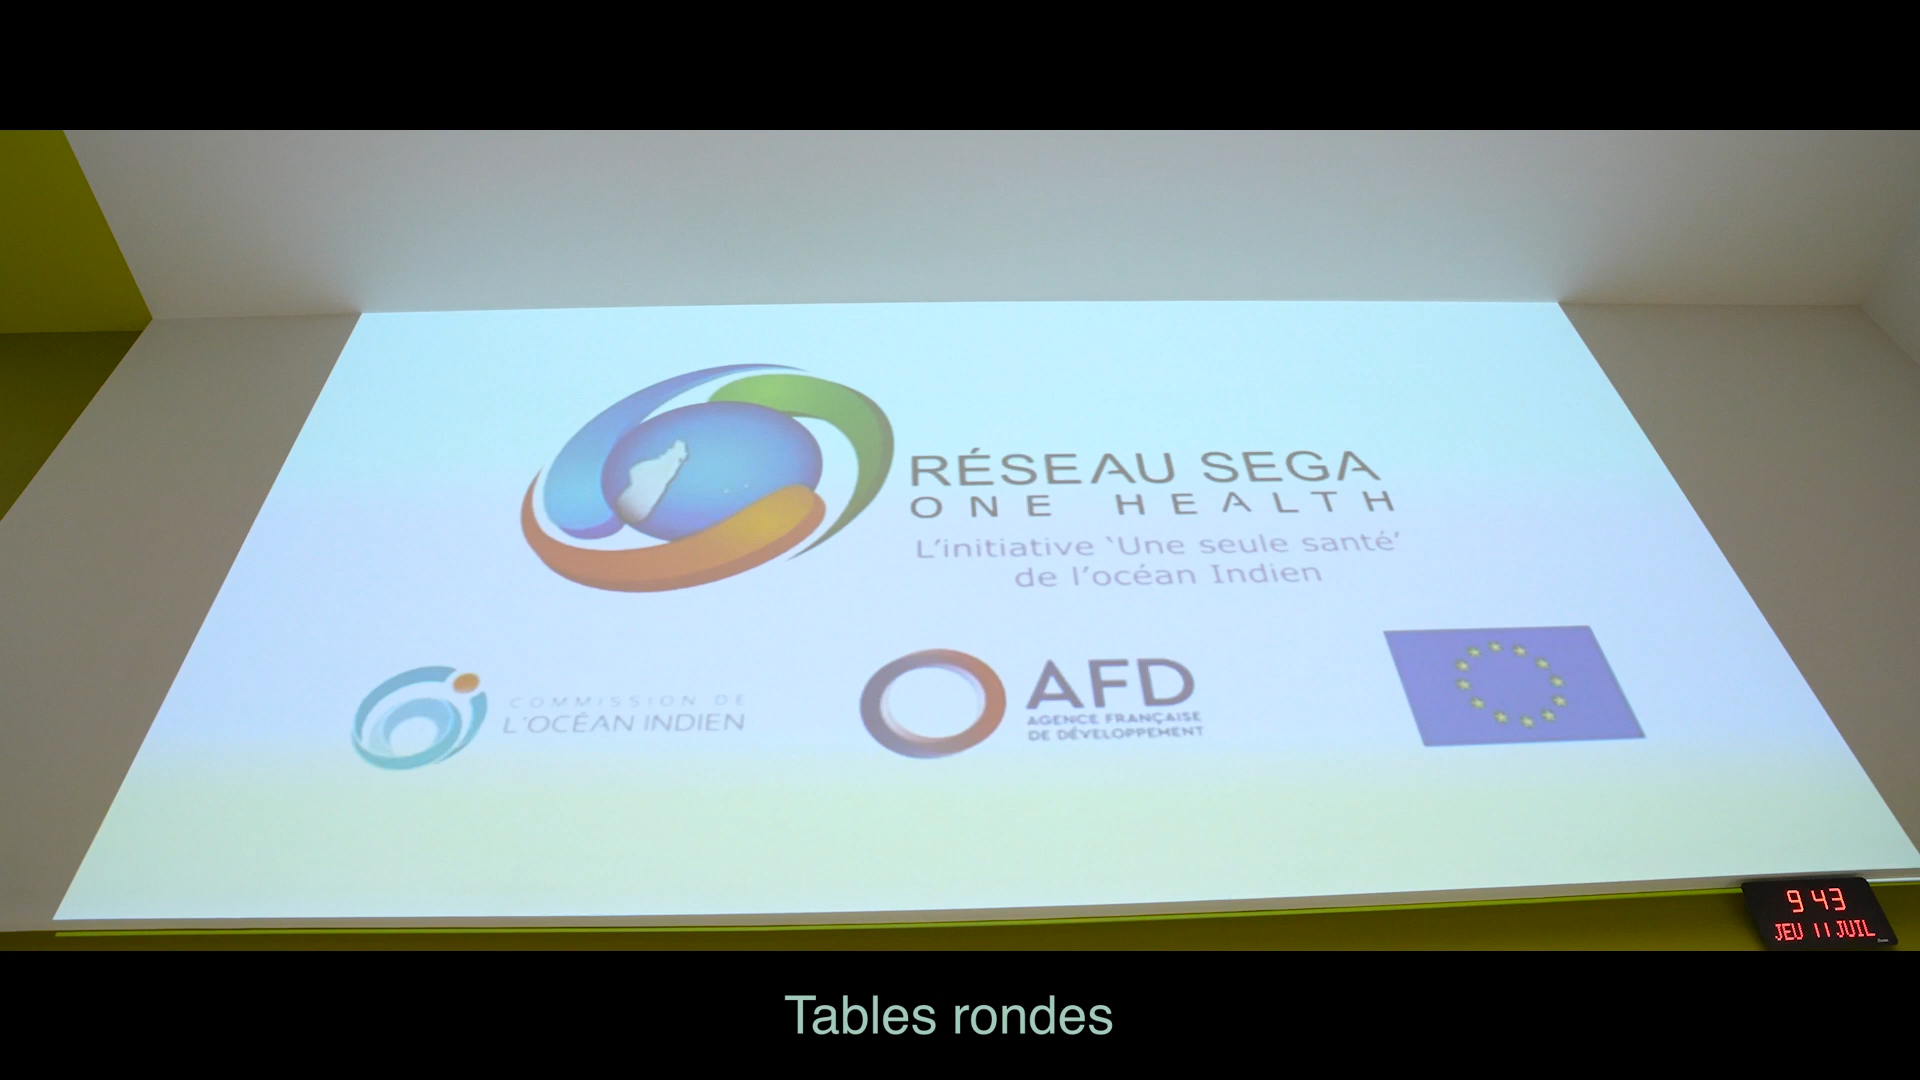 RÉSEAU SEGA
ONE HEALTH
L'initiative 'Une seule santé'
de l'océan Indien
COMMISSION DE
L'OCÉAN INDIEN
AFD
AGENCE FRANÇAISE
DE DÉVELOPPEMENT
9 43
JEU 11 JUIL
Tables rondes